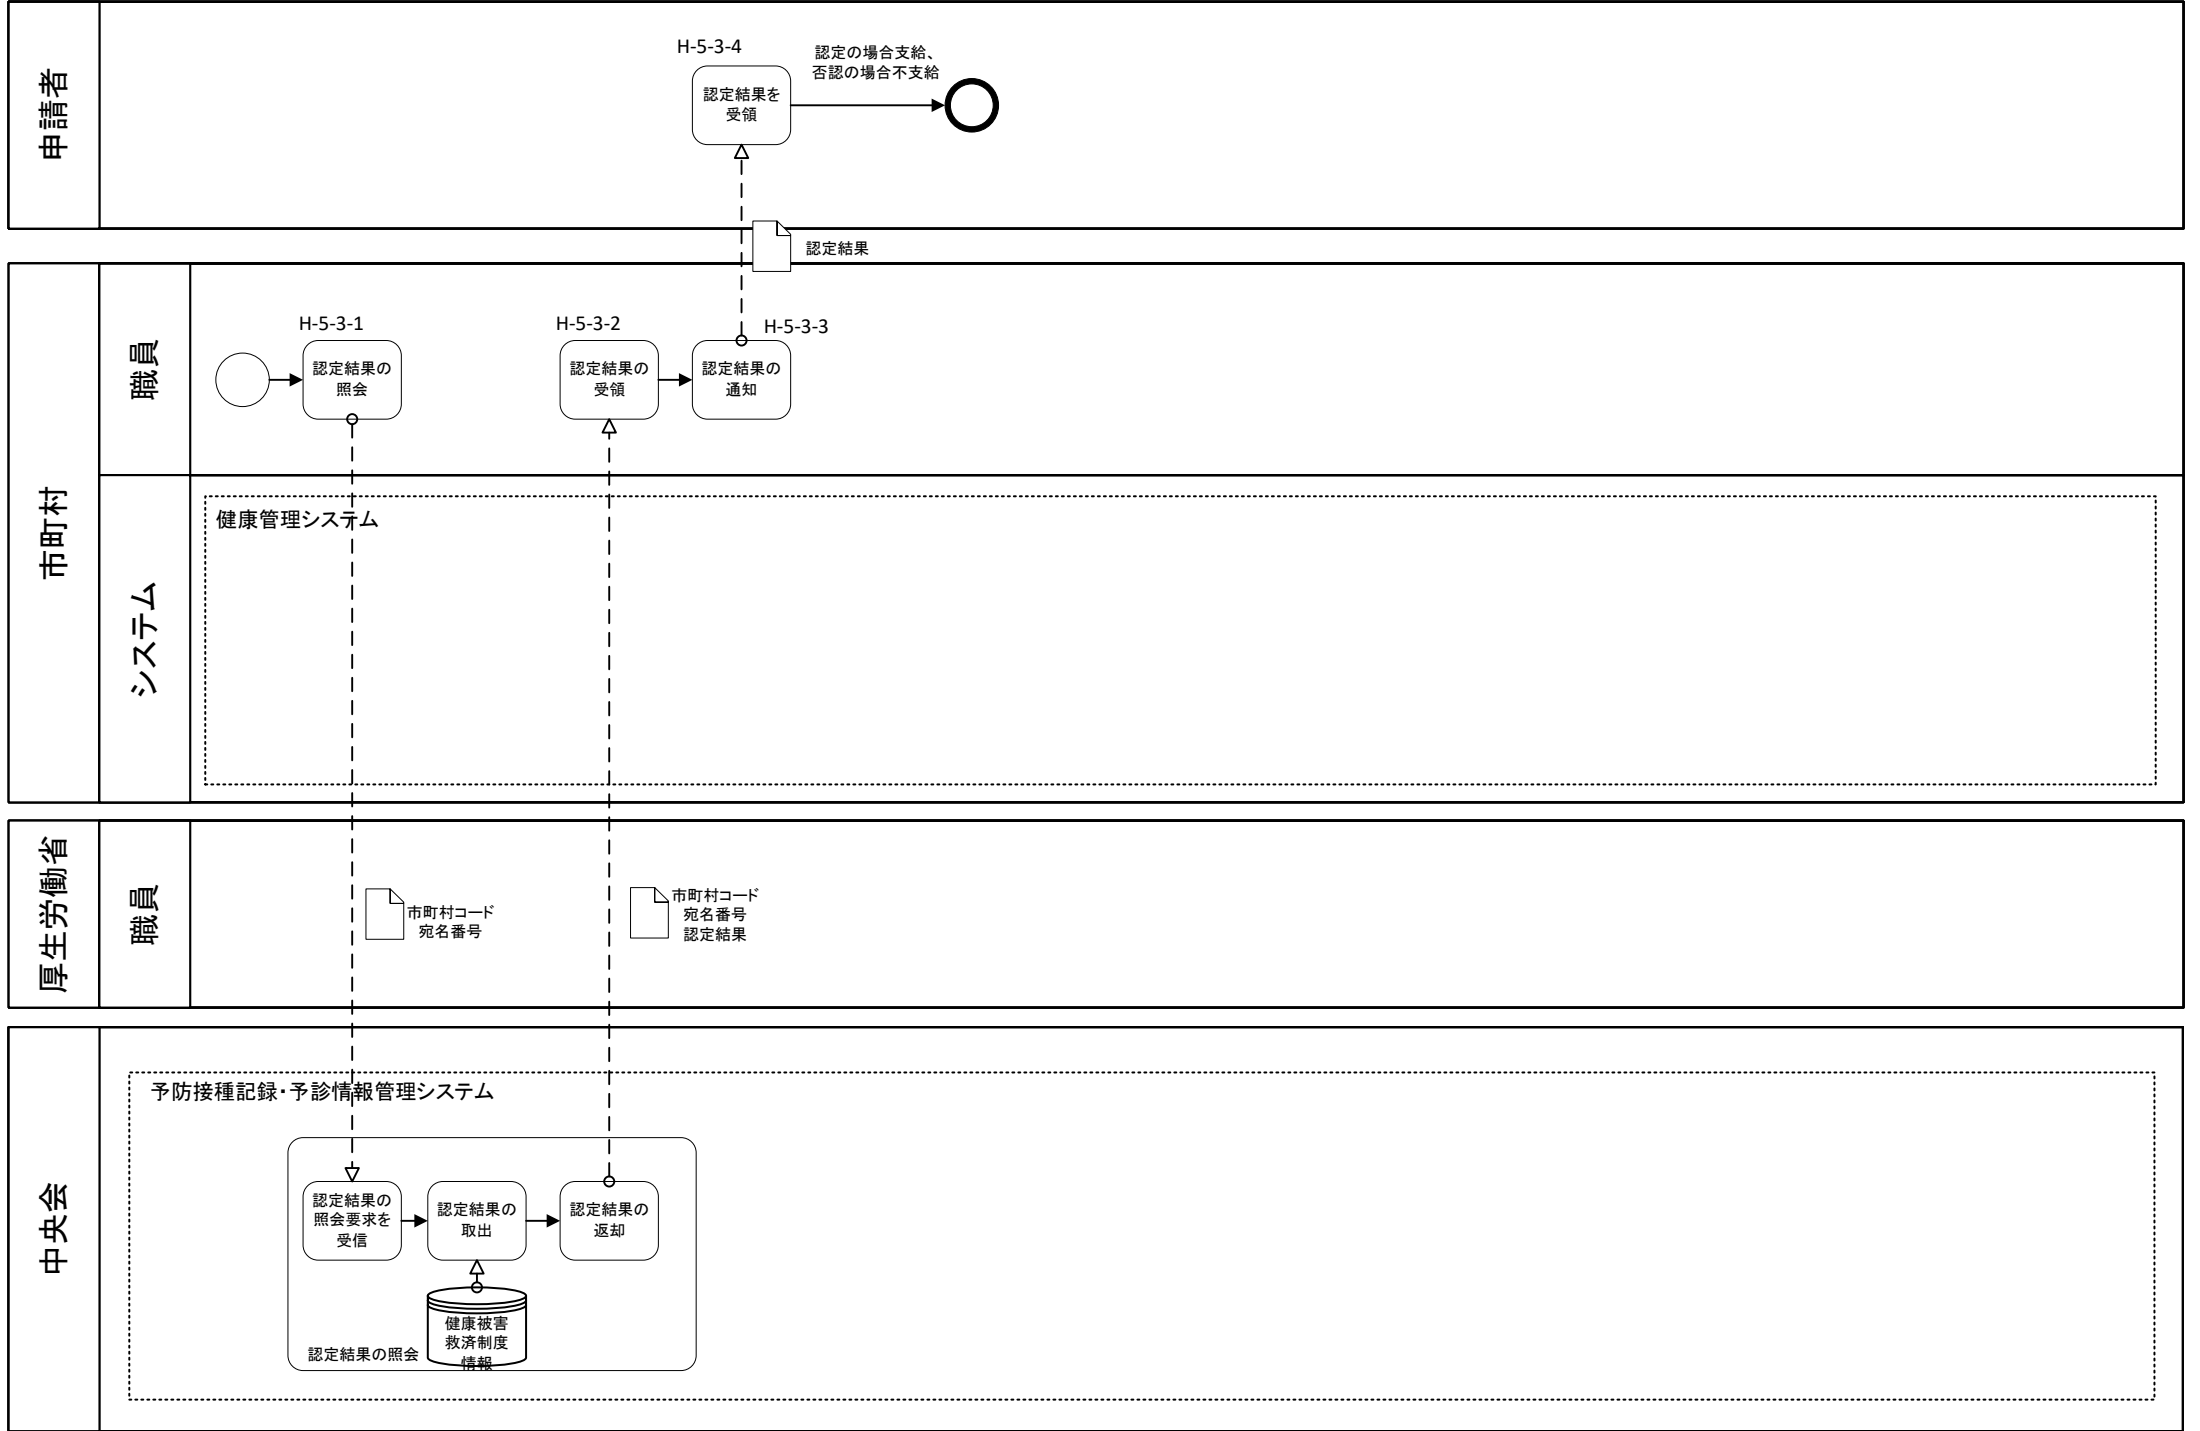 申請者
H-5-3-4
認定結果を
受領
認定の場合支給、
否認の場合不支給
認定結果
市町村
職員
H-5-3-1
認定結果の
照会
H-5-3-2
認定結果の
受領
H-5-3-3
認定結果の
通知
システム
健康管理システム
厚生労働省
職員
市町村コード
宛名番号
市町村コード
宛名番号
認定結果
中央会
予防接種記録・予診情報管理システム
認定結果の
照会要求を
受信
認定結果の
取出
認定結果の
返却
健康被害
救済制度
情報
認定結果の照会